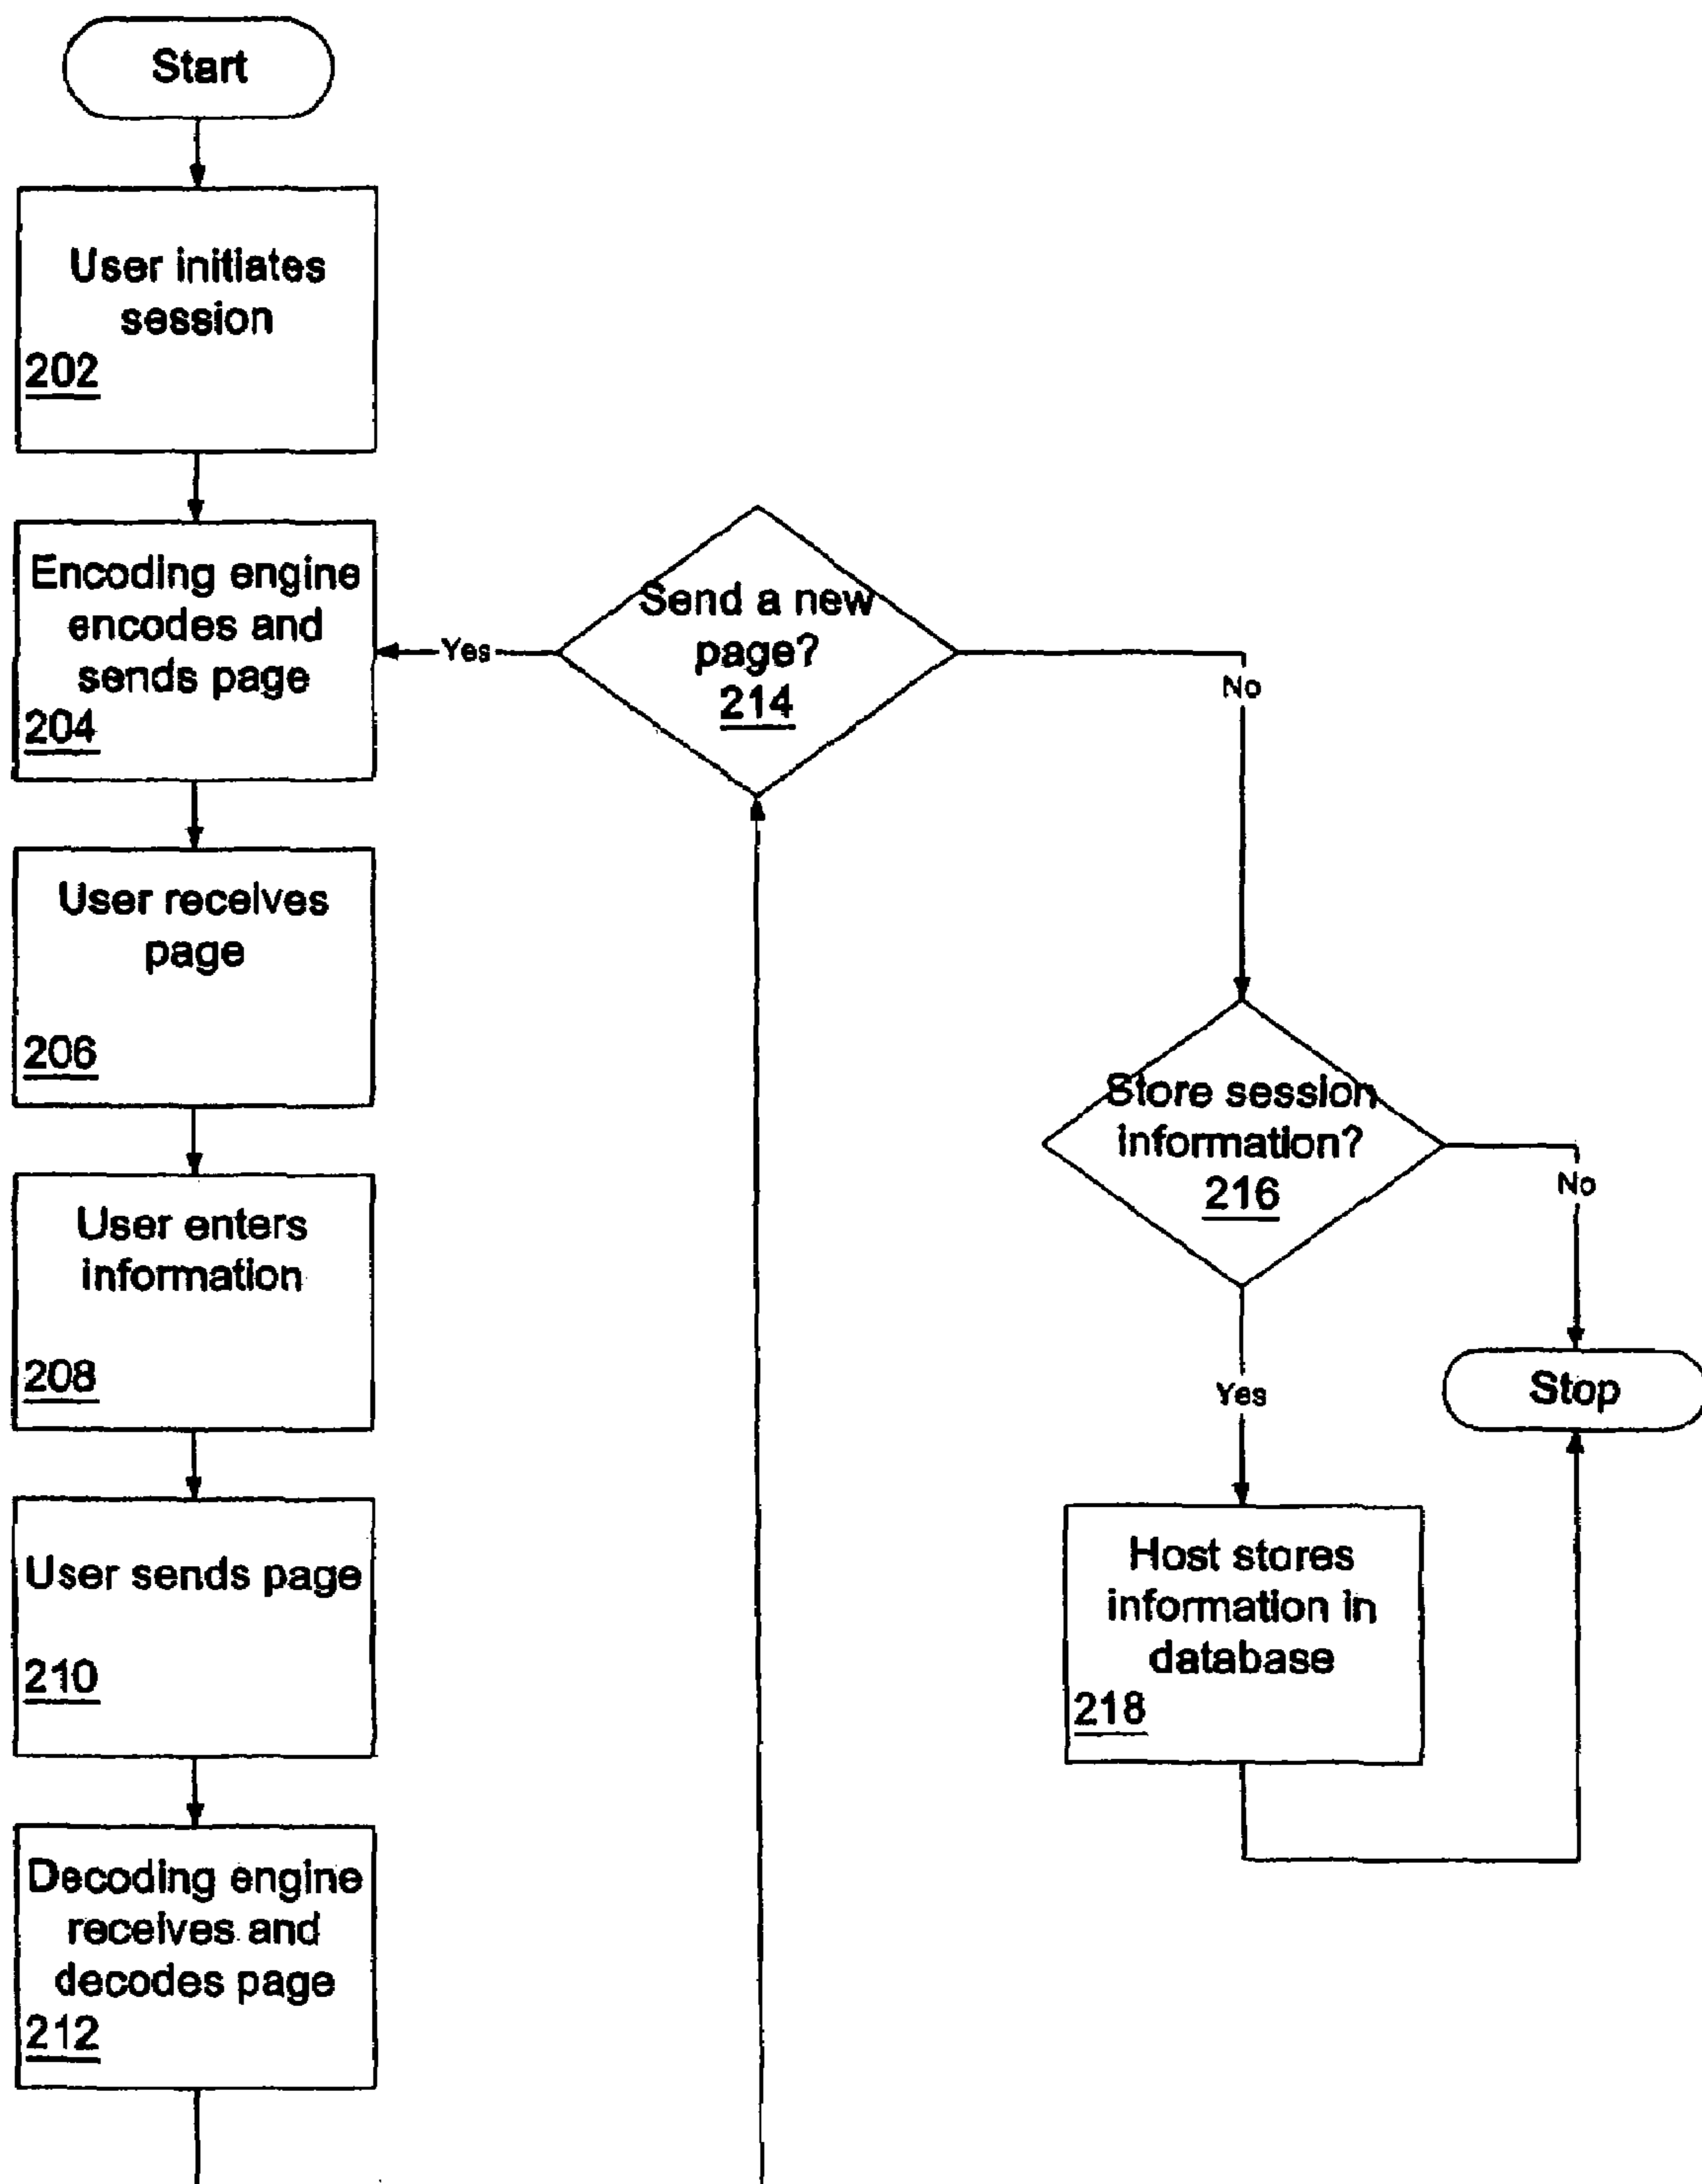 Start
User initiates
session
202
Encoding engine
encodes and
sends page
204
Yes
Send a new
page?
214
No
User receives
page
206
User enters
information
208
User sends page
210
Decoding engine
receives and
decodes page
212
Store session
information?
216
No
Yes
Stop
Host stores
information in
database
218